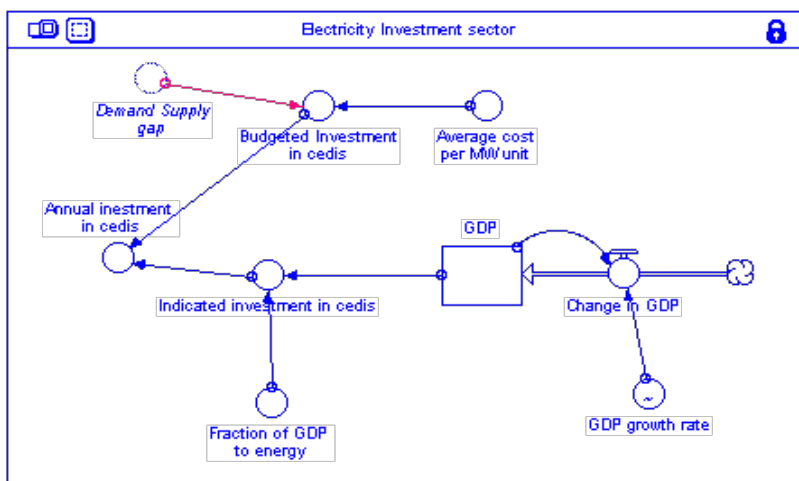 Electricity Investment sector
Demand Supply
gap
Budgeted Investment
in cedis
Average cost
per MW unit
Annual inestment
in cedis
GDP
Indicated investment in cedis
Change in GDP
~
GDP growth rate
Fraction of GDP
to energy